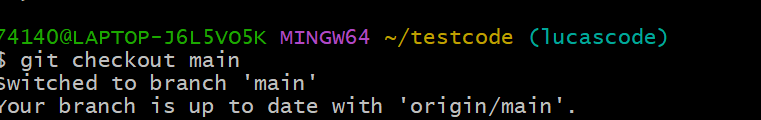 74140@LAPTOP-J6L5VO5K MINGW64 ~/testcode (lucascode)
$ git checkout main
Switched to branch 'main'
Your branch is up to date with 'origin/main'.